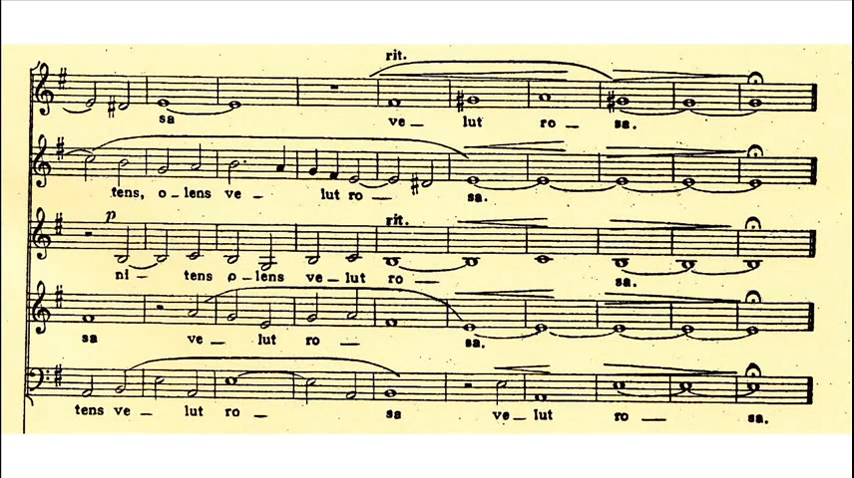 rit.
sa ve – lut ro – sa.
tens, o – lens ve – lut ro – sa.
p rit.
ni – tens o – lens ve – lut ro – sa.
sa ve – lut ro – sa.
tens ve – lut ro – sa ve – lut ro – sa.